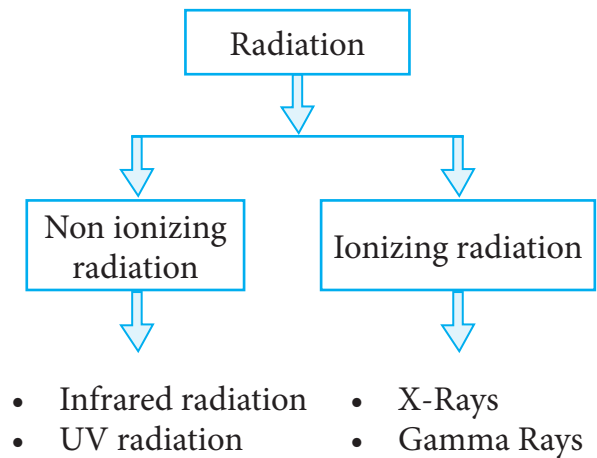 Radiation
Non ionizing
radiation
Ionizing radiation
• Infrared radiation
• UV radiation
• X-Rays
• Gamma Rays